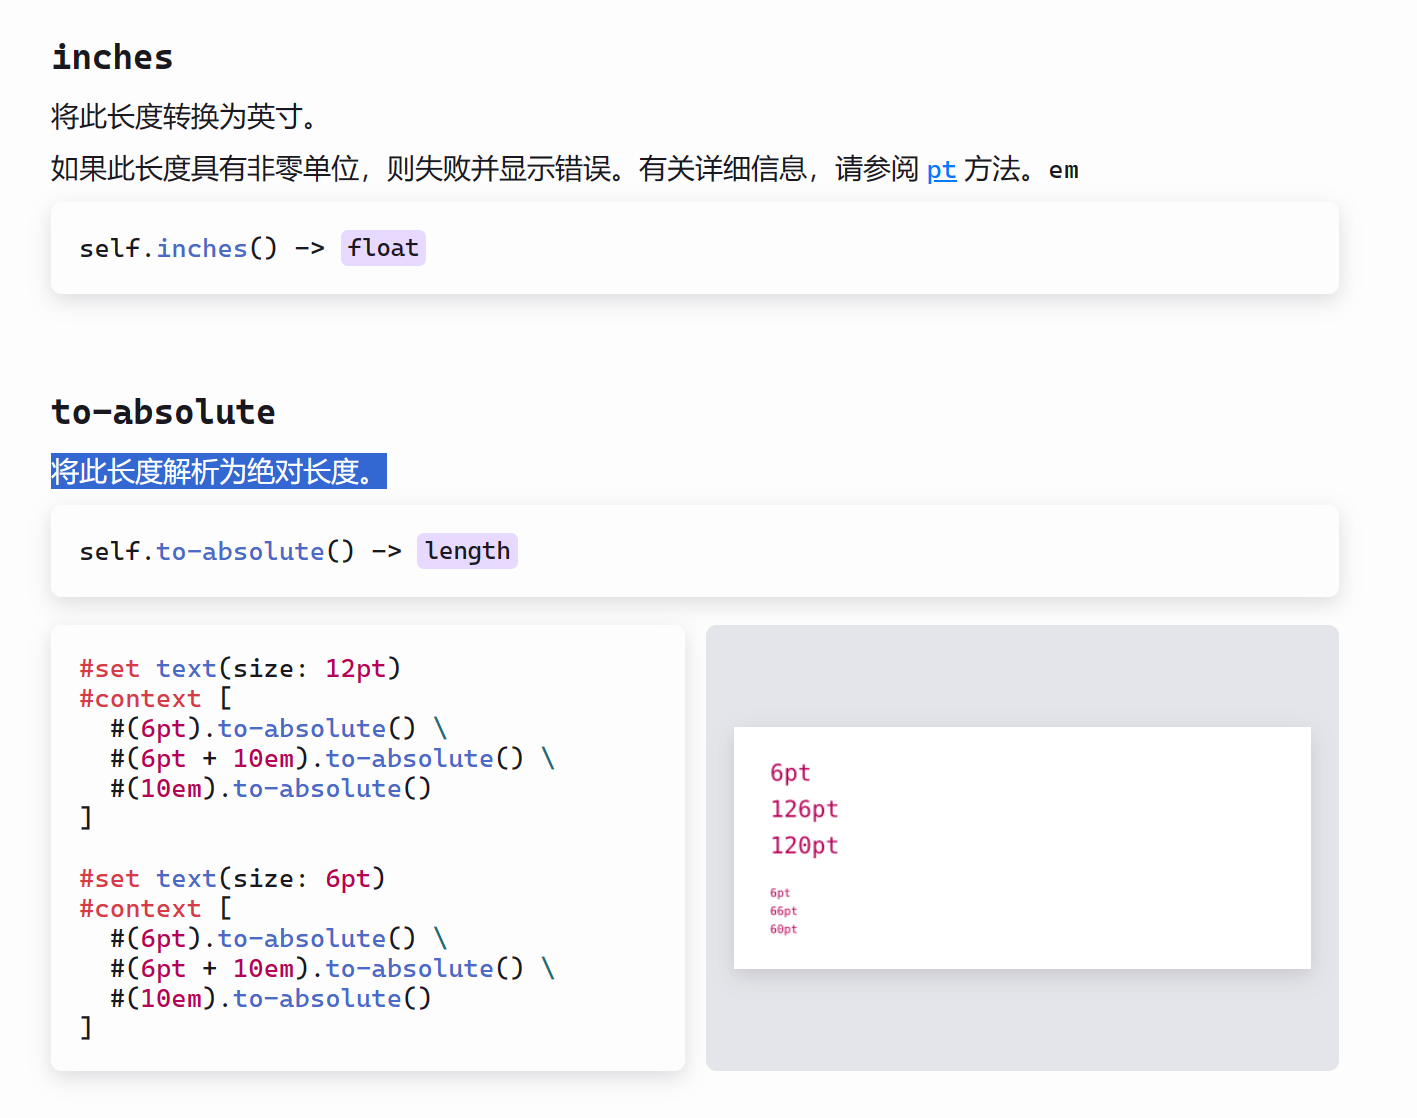 inches
将此长度转换为英寸。
如果此长度具有非零单位，则失败并显示错误。有关详细信息，请参阅 pt 方法。em
self.inches() -> float
to-absolute
将此长度解析为绝对长度。
self.to-absolute() -> length
#set text(size: 12pt)
#context [
  #(6pt).to-absolute() \
  #(6pt + 10em).to-absolute() \
  #(10em).to-absolute()
]
#set text(size: 6pt)
#context [
  #(6pt).to-absolute() \
  #(6pt + 10em).to-absolute() \
  #(10em).to-absolute()
]
6pt
126pt
120pt
6pt
66pt
60pt